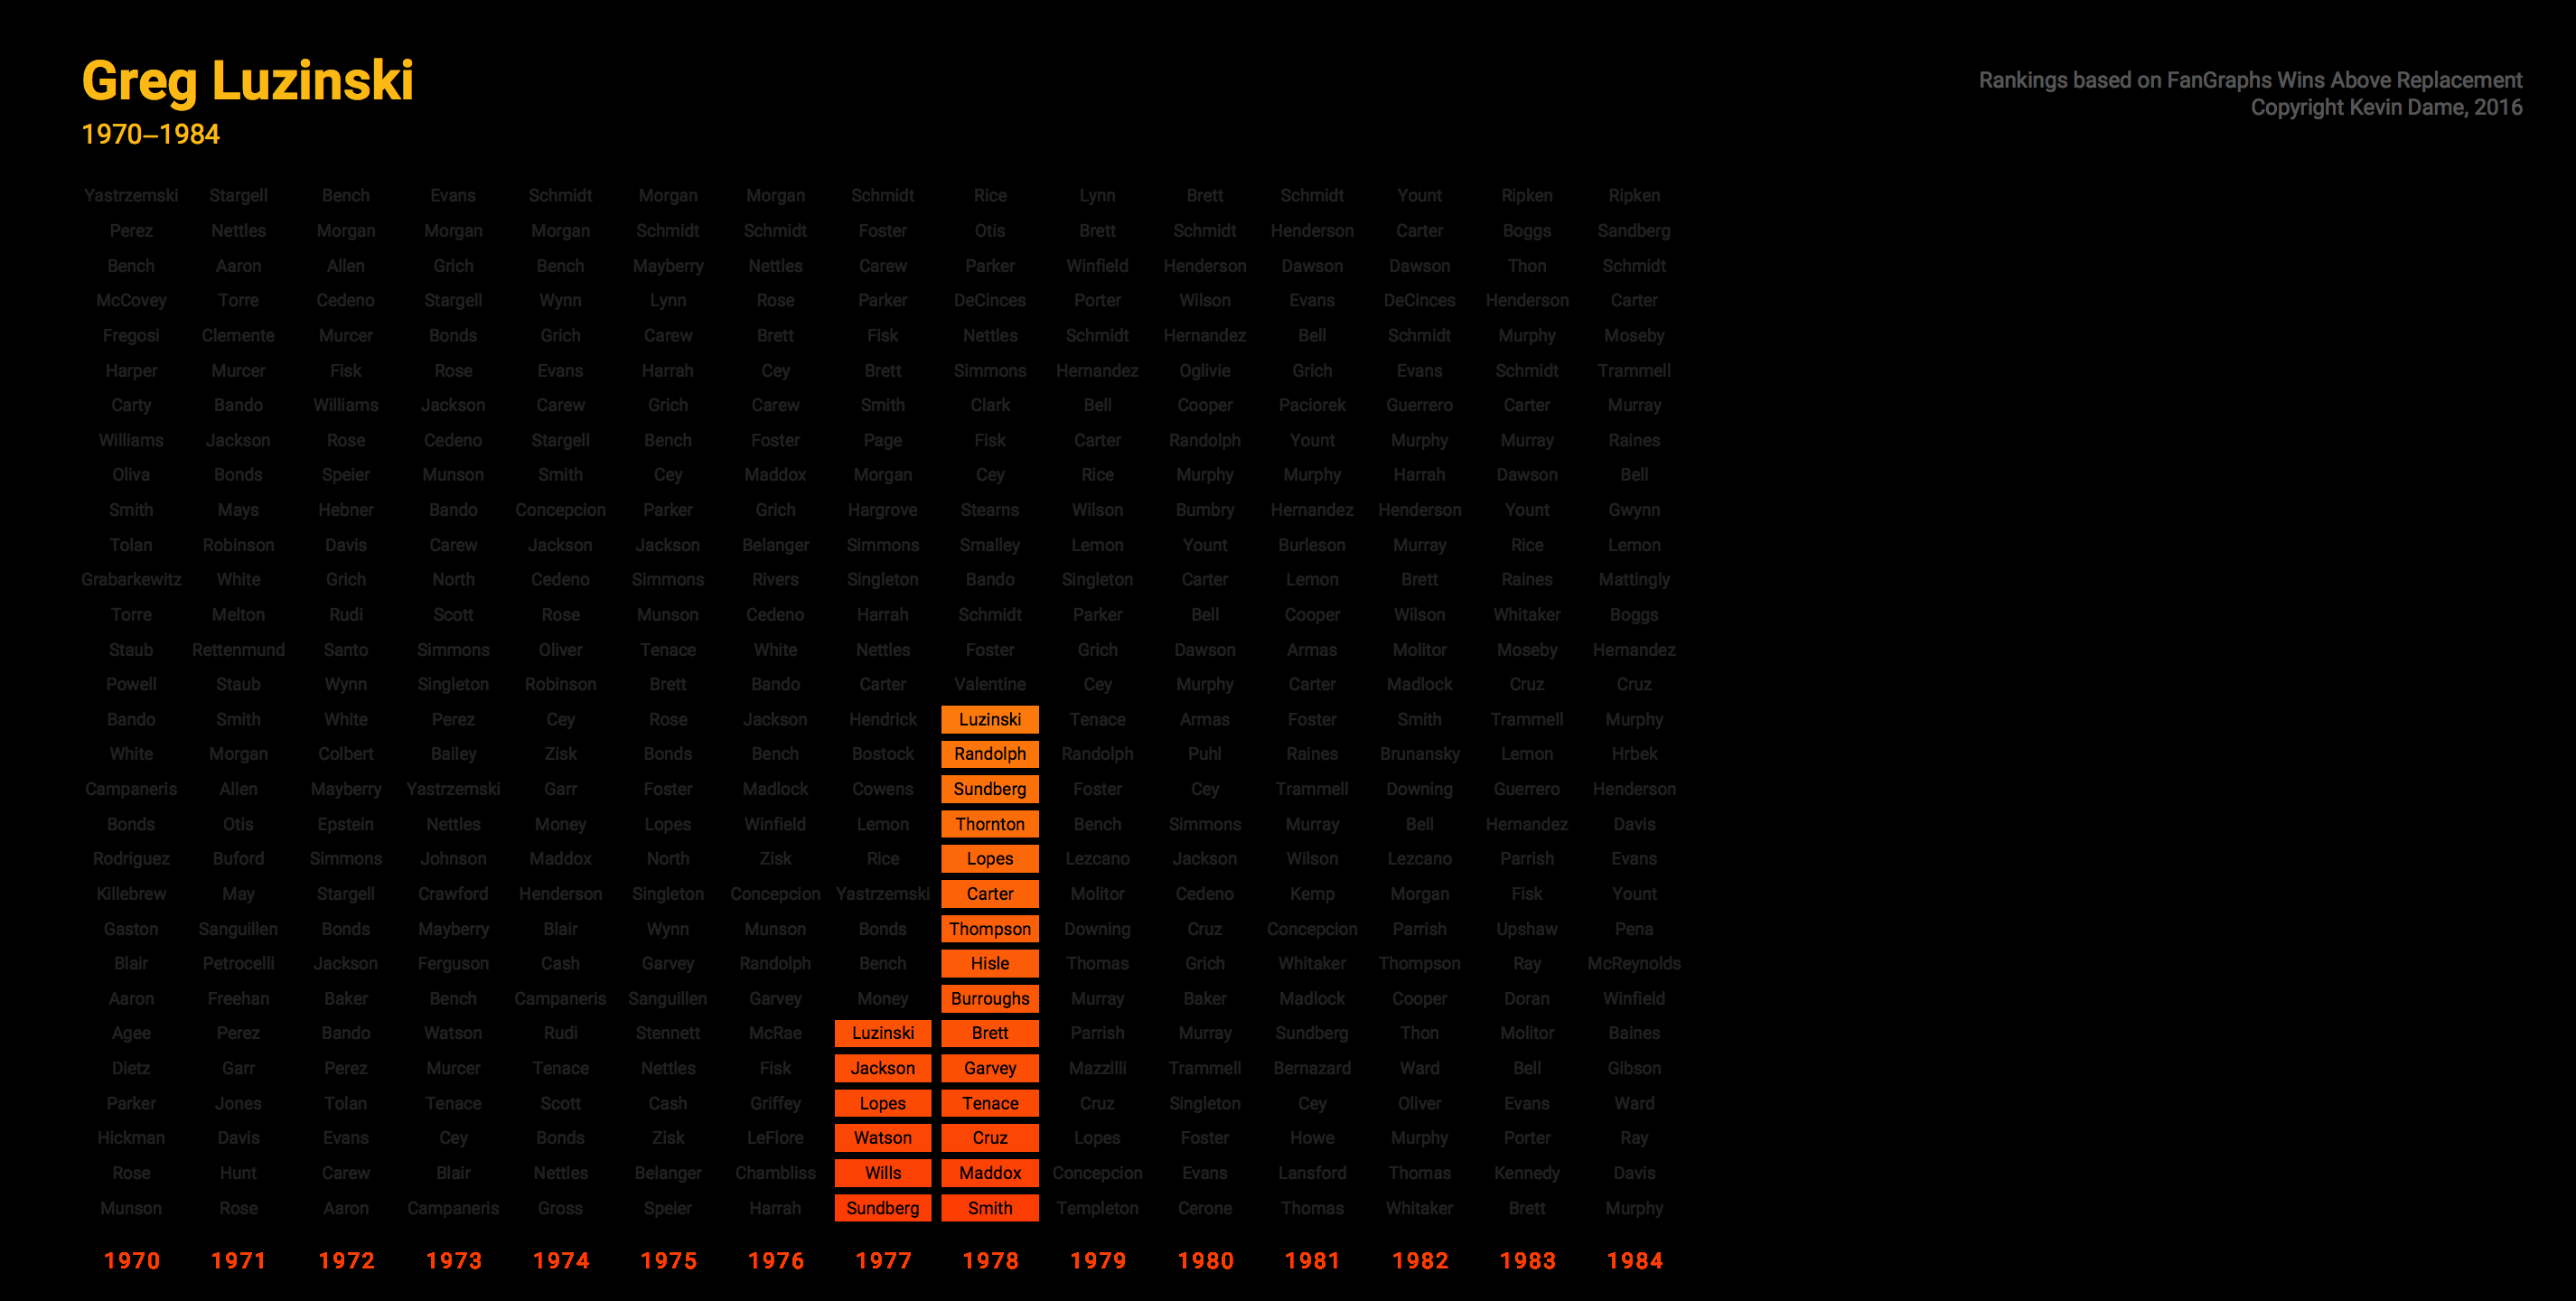 Greg Luzinski
1970–1984
Rankings based on FanGraphs Wins Above Replacement
Copyright Kevin Dame, 2016
Yastrzemski Stargell Bench Evans Schmidt Morgan Morgan Schmidt Rice Lynn Brett Schmidt Yount Ripken Ripken
Perez Nettles Morgan Morgan Morgan Schmidt Schmidt Foster Otis Brett Schmidt Henderson Carter Boggs Sandberg
Bench Aaron Allen Grich Bench Mayberry Nettles Carew Parker Winfield Henderson Dawson Dawson Thon Schmidt
McCovey Torre Cedeno Stargell Wynn Lynn Rose Parker DeCinces Porter Wilson Evans DeCinces Henderson Carter
Fregosi Clemente Murcer Bonds Grich Carew Brett Fisk Nettles Schmidt Hernandez Bell Schmidt Murphy Moseby
Harper Murcer Fisk Rose Evans Harrah Cey Brett Simmons Hernandez Oglivie Grich Evans Schmidt Trammell
Carty Bando Williams Jackson Carew Grich Carew Smith Clark Bell Cooper Paciorek Guerrero Carter Murray
Williams Jackson Rose Cedeno Stargell Bench Foster Page Fisk Carter Randolph Yount Murphy Murray Raines
Oliva Bonds Speier Munson Smith Cey Maddox Morgan Cey Rice Murphy Murphy Harrah Dawson Bell
Smith Mays Hebner Bando Concepcion Parker Grich Hargrove Stearns Wilson Bumbry Hernandez Henderson Yount Gwynn
Tolan Robinson Davis Carew Jackson Jackson Belanger Simmons Smalley Lemon Yount Burleson Murray Rice Lemon
Grabarkewitz White Grich North Cedeno Simmons Rivers Singleton Bando Singleton Carter Lemon Brett Raines Mattingly
Torre Melton Rudi Scott Rose Munson Cedeno Harrah Schmidt Parker Bell Cooper Wilson Whitaker Boggs
Staub Rettenmund Santo Simmons Oliver Tenace White Nettles Foster Grich Dawson Armas Molitor Moseby Hernandez
Powell Staub Wynn Singleton Robinson Brett Bando Carter Valentine Cey Murphy Carter Madlock Cruz Cruz
Bando Smith White Perez Cey Rose Jackson Hendrick Luzinski Tenace Armas Foster Smith Trammell Murphy
White Morgan Colbert Bailey Zisk Bonds Bench Bostock Randolph Randolph Puhl Raines Brunansky Lemon Hrbek
Campaneris Allen Mayberry Yastrzemski Garr Foster Madlock Cowens Sundberg Foster Cey Trammell Downing Guerrero Henderson
Bonds Otis Epstein Nettles Money Lopes Winfield Lemon Thornton Bench Simmons Murray Bell Hernandez Davis
Rodriguez Buford Simmons Johnson Maddox North Zisk Rice Lopes Lezcano Jackson Wilson Lezcano Parrish Evans
Killebrew May Stargell Crawford Henderson Singleton Concepcion Yastrzemski Carter Molitor Cedeno Kemp Morgan Fisk Yount
Gaston Sanguillen Bonds Mayberry Blair Wynn Munson Bonds Thompson Downing Cruz Concepcion Parrish Upshaw Pena
Blair Petrocelli Jackson Ferguson Cash Garvey Randolph Bench Hisle Thomas Grich Whitaker Thompson Ray McReynolds
Aaron Freehan Baker Bench Campaneris Sanguillen Garvey Money Burroughs Murray Baker Madlock Cooper Doran Winfield
Agee Perez Bando Watson Rudi Stennett McRae Luzinski Brett Parrish Murray Sundberg Thon Molitor Baines
Dietz Garr Perez Murcer Tenace Nettles Fisk Jackson Garvey Mazzilli Trammell Bernazard Ward Bell Gibson
Parker Jones Tolan Tenace Scott Cash Griffey Lopes Tenace Cruz Singleton Cey Oliver Evans Ward
Hickman Davis Evans Cey Bonds Zisk LeFlore Watson Cruz Lopes Foster Howe Murphy Porter Ray
Rose Hunt Carew Blair Nettles Belanger Chambliss Wills Maddox Concepcion Evans Lansford Thomas Kennedy Davis
Munson Rose Aaron Campaneris Gross Speier Harrah Sundberg Smith Templeton Cerone Thomas Whitaker Brett Murphy
1970 1971 1972 1973 1974 1975 1976 1977 1978 1979 1980 1981 1982 1983 1984